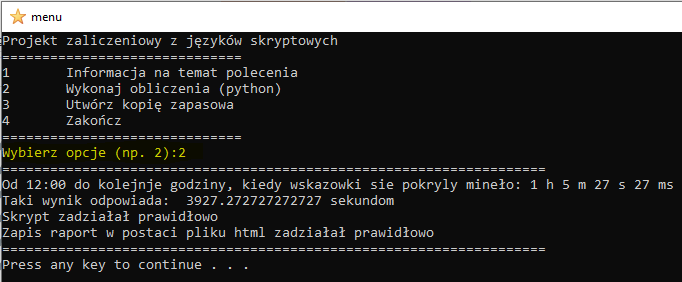 menu
Projekt zaliczeniowy z języków skryptowych
==============================
1 Informacja na temat polecenia
2 Wykonaj obliczenia (python)
3 Utwórz kopię zapasowa
4 Zakończ
==============================
Wybierz opcje (np. 2):2
====================================================================
Od 12:00 do kolejnje godziny, kiedy wskazowki sie pokryly mineło: 1 h 5 m 27 s 27 ms
Taki wynik odpowiada:  3927.272727272727 sekundom
Skrypt zadziałał prawidłowo
Zapis raport w postaci pliku html zadziałał prawidłowo
====================================================================
Press any key to continue . . .